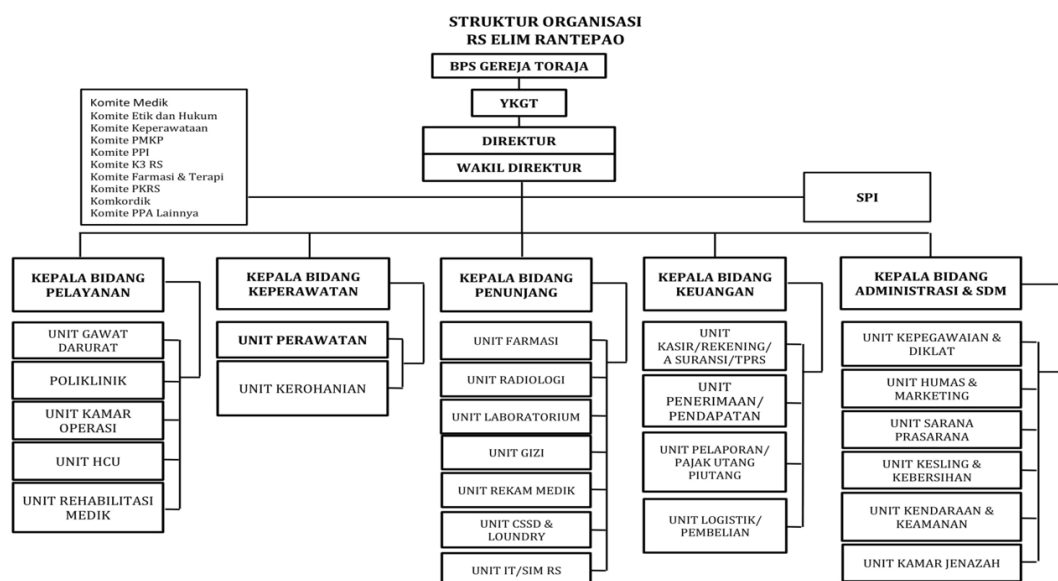 STRUKTUR ORGANISASI
RS ELIM RANTEPAO
BPS GEREJA TORAJA
YKGT
DIREKTUR
WAKIL DIREKTUR
Komite Medik
Komite Etik dan Hukum
Komite Keperawataan
Komite PMKP
Komite PPI
Komite K3 RS
Komite Farmasi & Terapi
Komite PKRS
Komkordik
Komite PPA Lainnya
SPI
KEPALA BIDANG
PELAYANAN
UNIT GAWAT
DARURAT
POLIKLINIK
UNIT KAMAR
OPERASI
UNIT HCU
UNIT REHABILITASI
MEDIK
KEPALA BIDANG
KEPERAWATAN
UNIT PERAWATAN
UNIT KEROHANIAN
KEPALA BIDANG
PENUNJANG
UNIT FARMASI
UNIT RADIOLOGI
UNIT LABORATORIUM
UNIT GIZI
UNIT REKAM MEDIK
UNIT CSSD &
LOUNDRY
UNIT IT/SIM RS
KEPALA BIDANG
KEUANGAN
UNIT
KASIR/REKENING/
A SURANSI/TPRS
UNIT
PENERIMAAN/
PENDAPATAN
UNIT PELAPORAN/
PAJAK UTANG
PIUTANG
UNIT LOGISTIK/
PEMBELIAN
KEPALA BIDANG
ADMINISTRASI & SDM
UNIT KEPEGAWAIAN &
DIKLAT
UNIT HUMAS &
MARKETING
UNIT SARANA
PRASARANA
UNIT KESLING &
KEBERSIHAN
UNIT KENDARAAN &
KEAMANAN
UNIT KAMAR JENAZAH